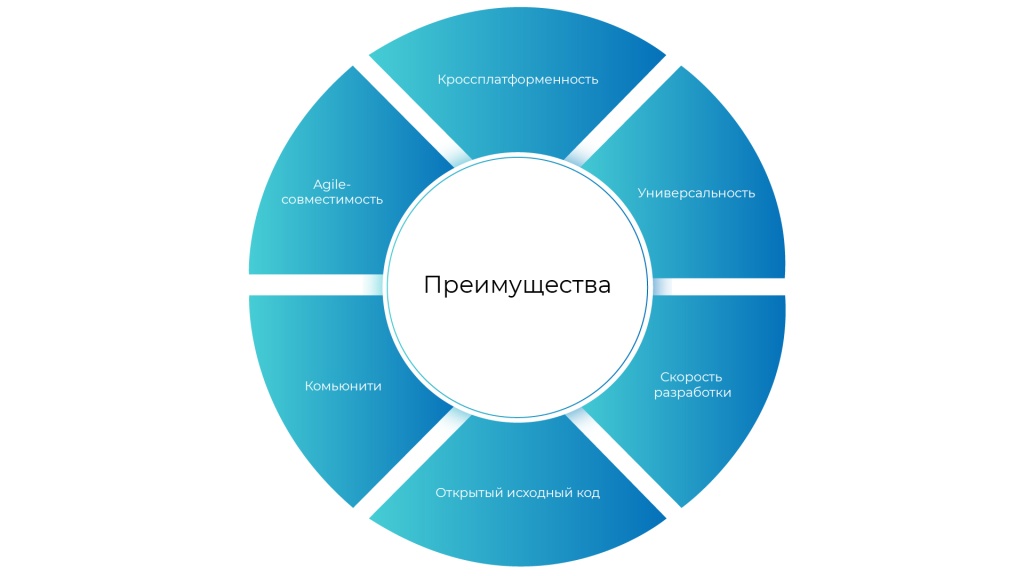 Кроссплатформенность
Agile-
совместимость
Универсальность
Преимущества
Комьюнити
Скорость
разработки
Открытый исходный код